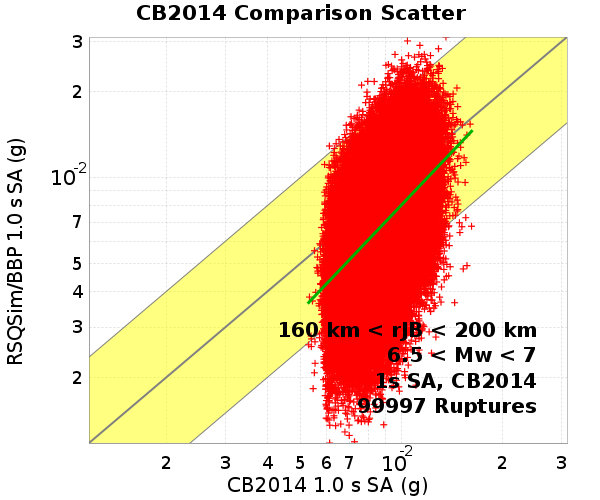 CB2014 Comparison Scatter
RSQSim/BBP 1.0 s SA (g)
3
2
10-2
7
5
4
3
2
160 km < rJB < 200 km
6.5 < Mw < 7
1s SA, CB2014
99997 Ruptures
2 3 4 5 6 7 10-2 2 3
CB2014 1.0 s SA (g)